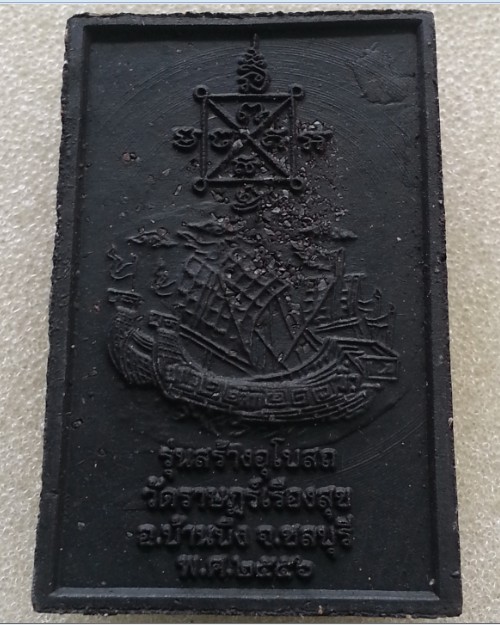 รุ่นสร้างอุโบสถ
วัดราษฎร์เรืองสุข
อ.บ้านบึง จ.ชลบุรี
พ.ศ.๒๕๕๖